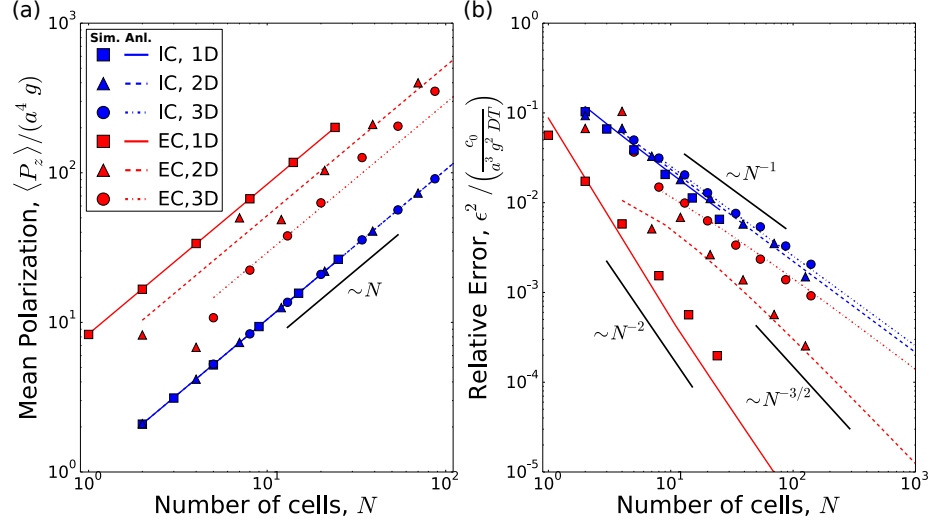 (a)
Mean Polarization, ⟨P_z⟩/(a^4 g)
10^3
10^2
10^1
10^0
Sim. Anl.
IC, 1D
IC, 2D
IC, 3D
EC,1D
EC,2D
EC,3D
~N
10^0
10^1
10^2
Number of cells, N
(b)
Relative Error, ϵ^2/(c_0/(a^3 g^2 DT))
10^0
10^-1
10^-2
10^-3
10^-4
10^-5
~N^-1
~N^-2
~N^-3/2
10^0
10^1
10^2
10^3
Number of cells, N